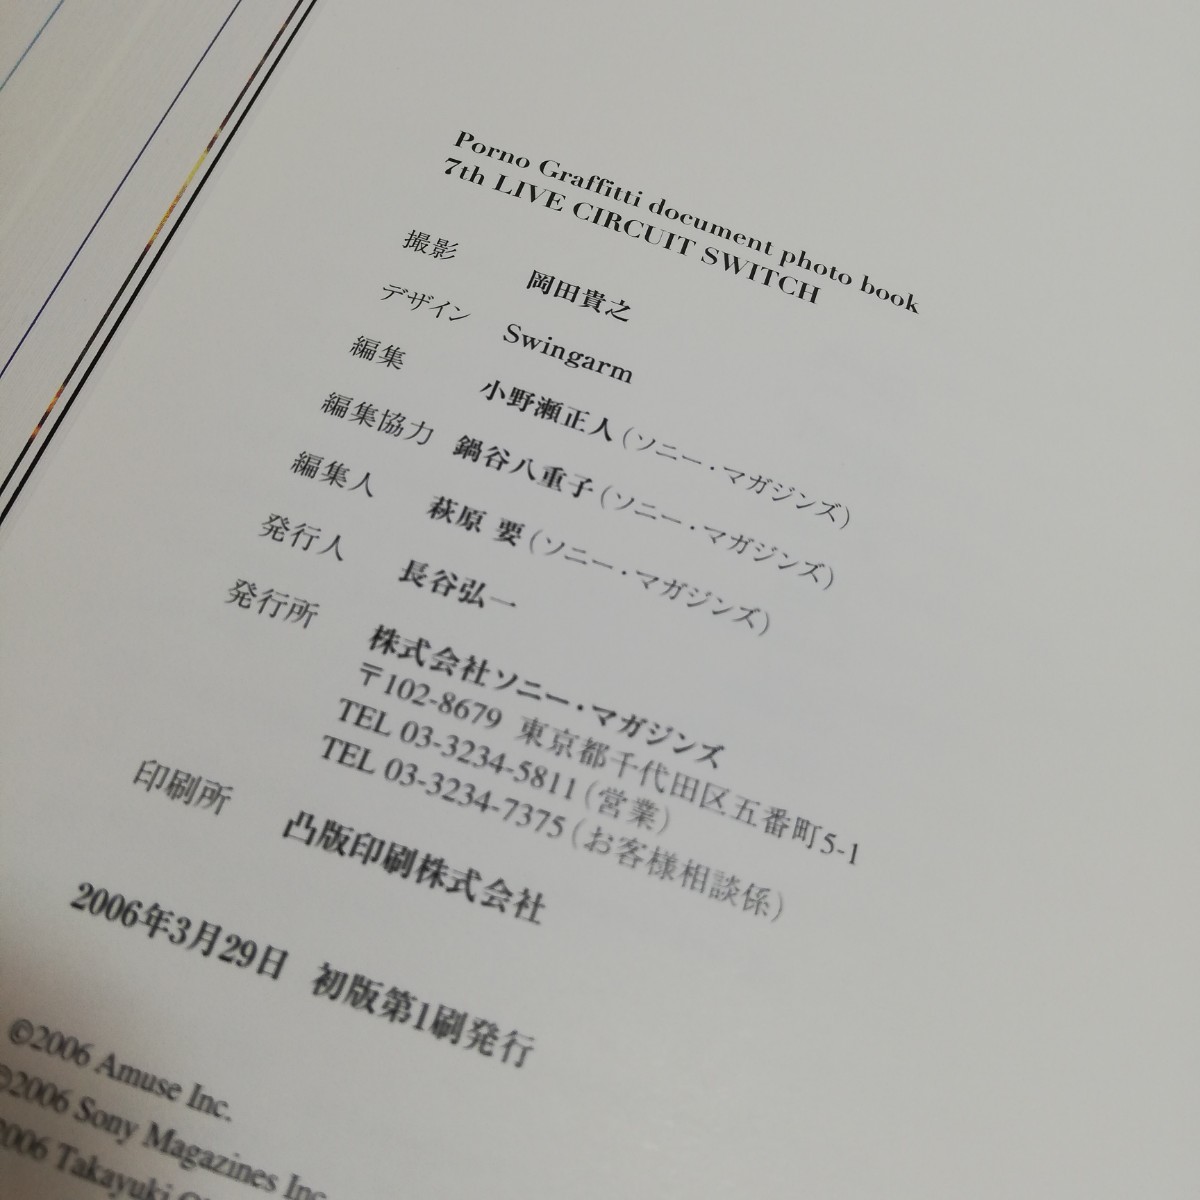 Porno Graffitti document photo book
7th LIVE CIRCUIT SWITCH
撮影 岡田貴之
デザイン Swingarm
編集 小野瀬正人(ソニー・マガジンズ)
編集協力 鍋谷八重子(ソニー・マガジンズ)
編集人 萩原 要(ソニー・マガジンズ)
発行人 長谷弘一
発行所 株式会社ソニー・マガジンズ
〒102-8679 東京都千代田区五番町5-1
TEL 03-3234-5811(営業)
TEL 03-3234-7375(お客様相談係)
印刷所 凸版印刷株式会社
2006年3月29日 初版第1刷発行
©2006 Amuse Inc.
©2006 Sony Magazines Inc.
2006 Takayuki